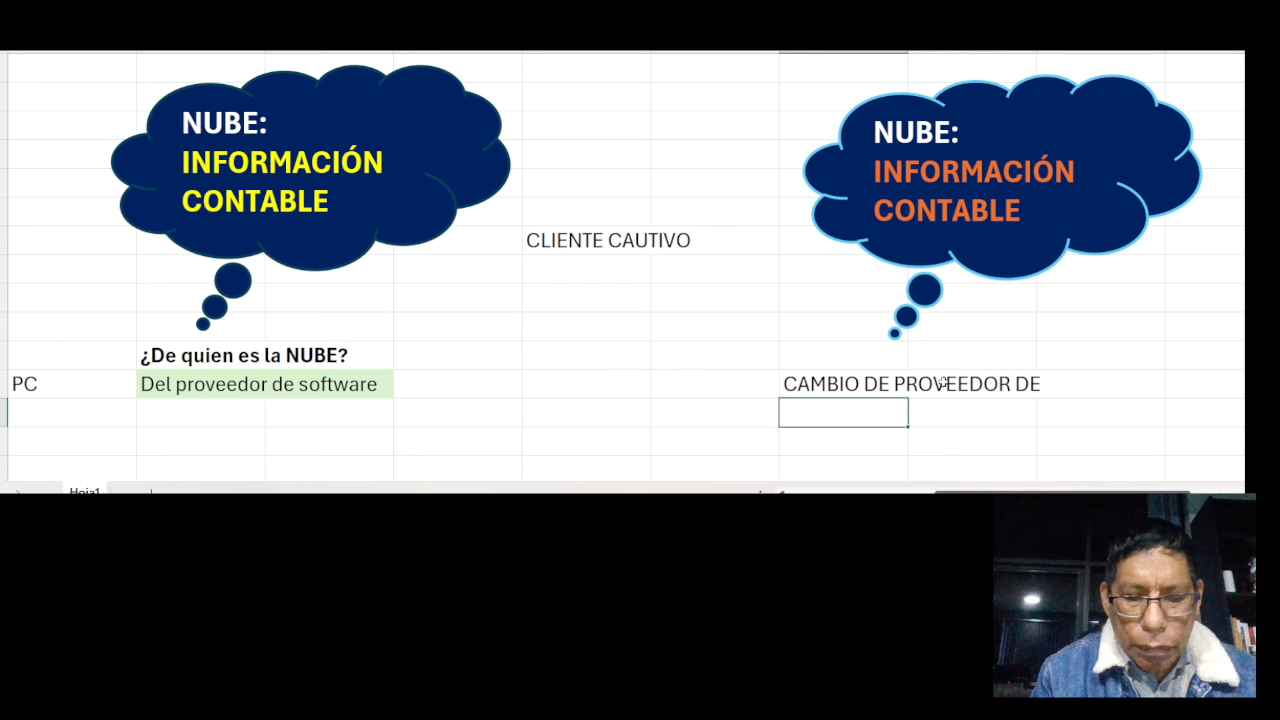 NUBE:
INFORMACIÓN
CONTABLE
NUBE:
INFORMACIÓN
CONTABLE
CLIENTE CAUTIVO
¿De quien es la NUBE?
PC
Del proveedor de software
CAMBIO DE PROVEEDOR DE
Hoja1